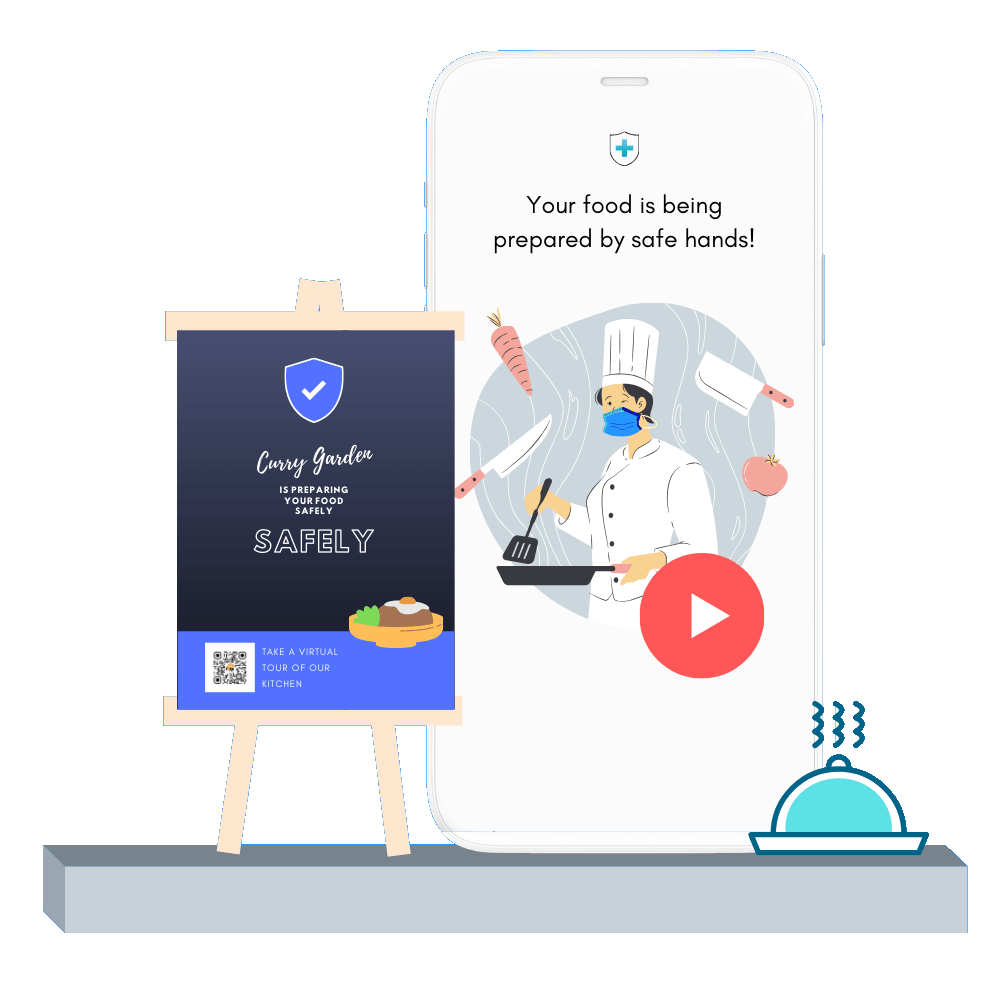 Your food is being
prepared by safe hands!
Curry Garden
IS PREPARING
YOUR FOOD
SAFELY
SAFELY
TAKE A VIRTUAL
TOUR OF OUR
KITCHEN